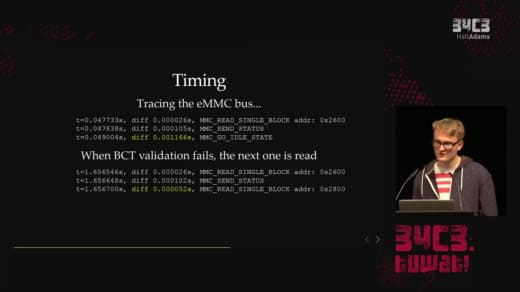 34C3
HallAdams
Timing
Tracing the eMMC bus...
t=0.047733s, diff 0.000026s, MMC_READ_SINGLE_BLOCK addr: 0x2600
t=0.047838s, diff 0.000105s, MMC_SEND_STATUS
t=0.049004s, diff 0.001166s, MMC_GO_IDLE_STATE
When BCT validation fails, the next one is read
t=1.656546s, diff 0.000026s, MMC_READ_SINGLE_BLOCK addr: 0x2600
t=1.656648s, diff 0.000102s, MMC_SEND_STATUS
t=1.656700s, diff 0.000052s, MMC_READ_SINGLE_BLOCK addr: 0x2800
34C3:
tuwat!